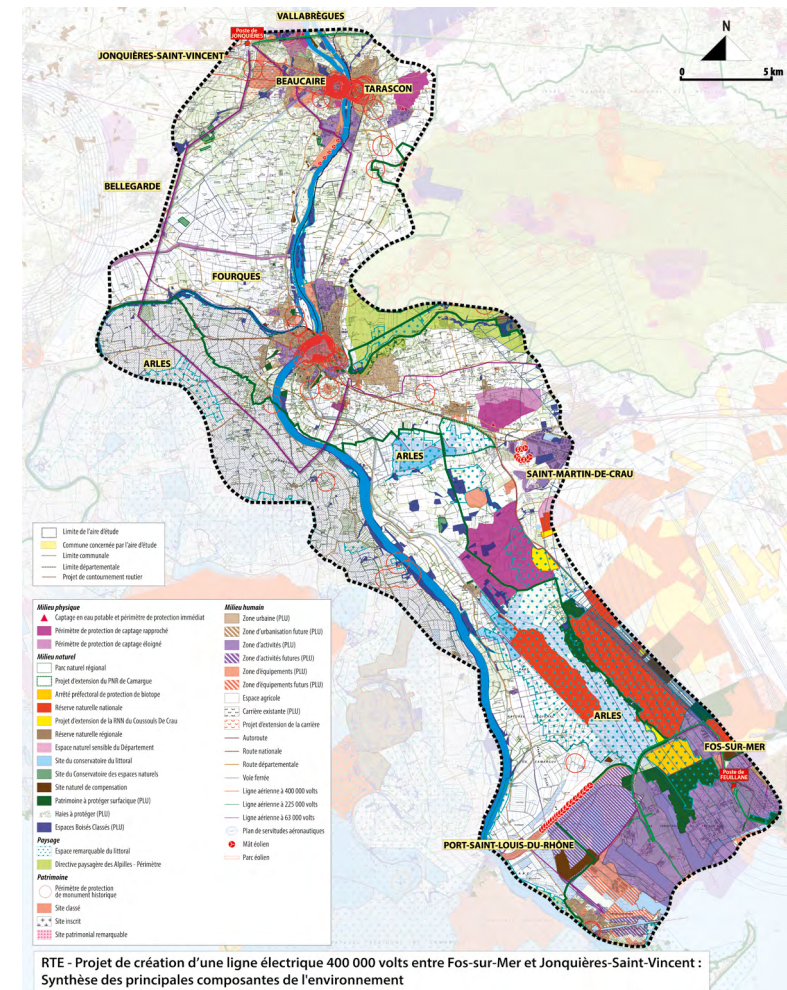 VALLABRÈGUES
Poste de
JONQUIÈRES
JONQUIÈRES-SAINT-VINCENT
N
0 5 km
BEAUCAIRE
TARASCON
BELLEGARDE
FOURQUES
ARLES
ARLES
SAINT-MARTIN-DE-CRAU
ARLES
FOS-SUR-MER
Poste de
FEUILLANE
PORT-SAINT-LOUIS-DU-RHÔNE
Limite de l'aire d'étude
Commune concernée par l'aire d'étude
Limite communale
Limite départementale
Projet de contournement routier
Milieu physique
Captage en eau potable et périmètre de protection immédiat
Périmètre de protection de captage rapproché
Périmètre de protection de captage éloigné
Milieu naturel
Parc naturel régional
Projet d'extension du PNR de Camargue
Arrêté préfectoral de protection de biotope
Réserve naturelle nationale
Projet d'extension de la RNN du Coussouls De Crau
Réserve naturelle régionale
Espace naturel sensible du Département
Site du conservatoire du littoral
Site du Conservatoire des espaces naturels
Site naturel de compensation
Patrimoine à protéger surfacique (PLU)
Haies à protéger (PLU)
Espaces Boisés Classés (PLU)
Paysage
Espace remarquable du littoral
Directive paysagère des Alpilles - Périmètre
Patrimoine
Périmètre de protection
de monument historique
Site classé
Site inscrit
Site patrimonial remarquable
Milieu humain
Zone urbaine (PLU)
Zone d'urbanisation future (PLU)
Zone d'activités (PLU)
Zone d'activités futures (PLU)
Zone d'équipements (PLU)
Zone d'équipements futurs (PLU)
Espace agricole
Carrière existante (PLU)
Projet d'extension de la carrière
Autoroute
Route nationale
Route départementale
Voie ferrée
Ligne aérienne à 400 000 volts
Ligne aérienne à 225 000 volts
Ligne aérienne à 63 000 volts
Plan de servitudes aéronautiques
Mât éolien
Parc éolien
RTE - Projet de création d'une ligne électrique 400 000 volts entre Fos-sur-Mer et Jonquières-Saint-Vincent :
Synthèse des principales composantes de l'environnement